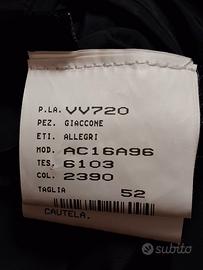 P.LA. VV720
PEZ. GIACCONE
ETI. ALLEGRI
MOD. AC16A96
TES. 6103
COL. 2390
TAGLIA 52
CAUTELA.
subito